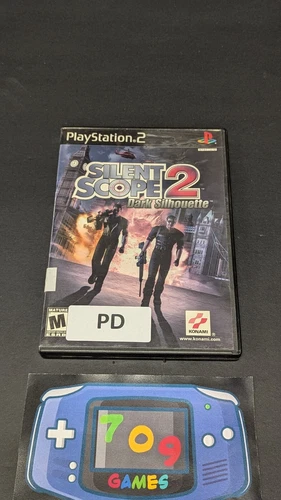 PlayStation 2
SILENT
SCOPE 2
Dark Silhouette
MATURE
M
PD
KONAMI
www.konami.com
709
GAMES